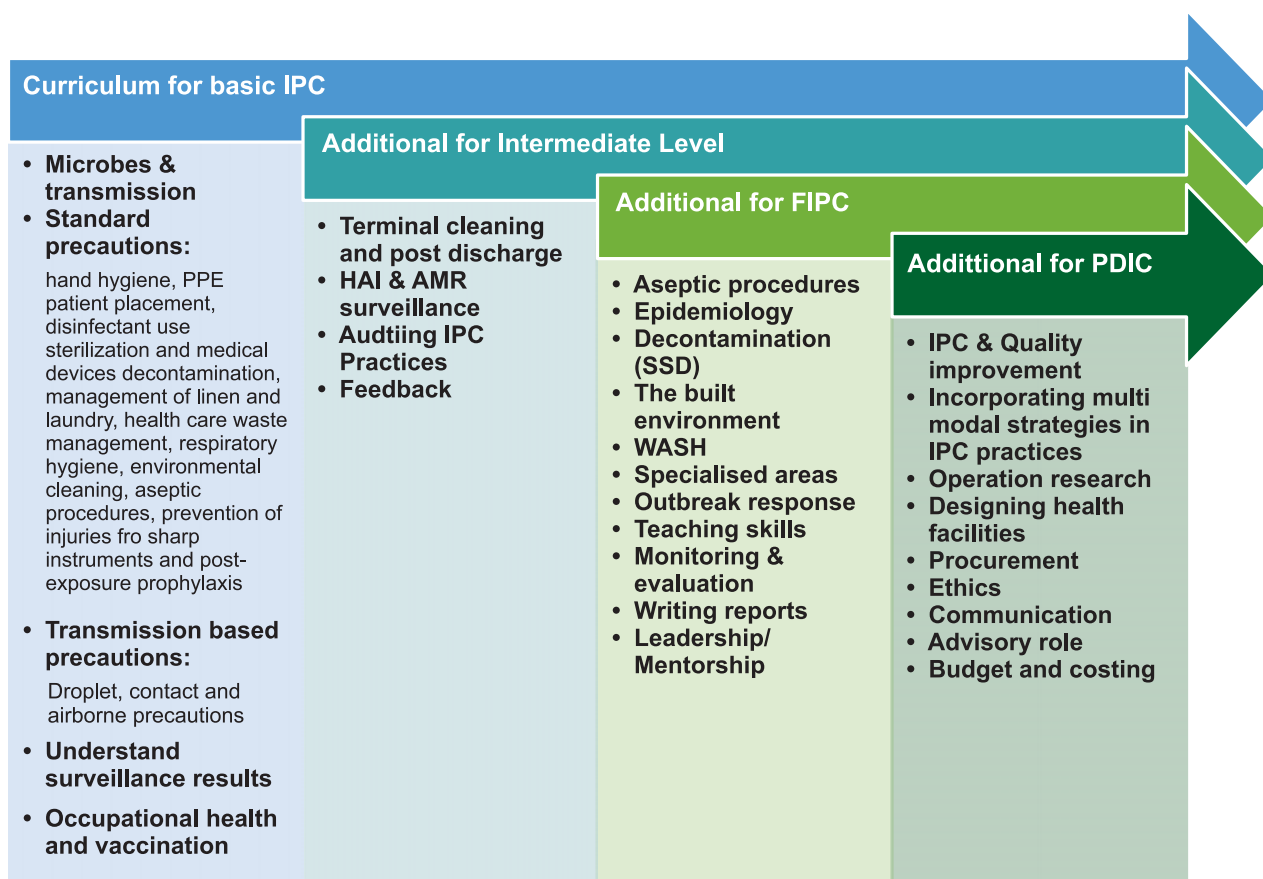 Curriculum for basic IPC
• Microbes &
transmission
• Standard
precautions:
hand hygiene, PPE
patient placement,
disinfectant use
sterilization and medical
devices decontamination,
management of linen and
laundry, health care waste
management, respiratory
hygiene, environmental
cleaning, aseptic
procedures, prevention of
injuries fro sharp
instruments and post-
exposure prophylaxis
• Transmission based
precautions:
Droplet, contact and
airborne precautions
• Understand
surveillance results
• Occupational health
and vaccination
Additional for Intermediate Level
• Terminal cleaning
and post discharge
• HAI & AMR
surveillance
• Audtiing IPC
Practices
• Feedback
Additional for FIPC
• Aseptic procedures
• Epidemiology
• Decontamination
(SSD)
• The built
environment
• WASH
• Specialised areas
• Outbreak response
• Teaching skills
• Monitoring &
evaluation
• Writing reports
• Leadership/
Mentorship
Addittional for PDIC
• IPC & Quality
improvement
• Incorporating multi
modal strategies in
IPC practices
• Operation research
• Designing health
facilities
• Procurement
• Ethics
• Communication
• Advisory role
• Budget and costing